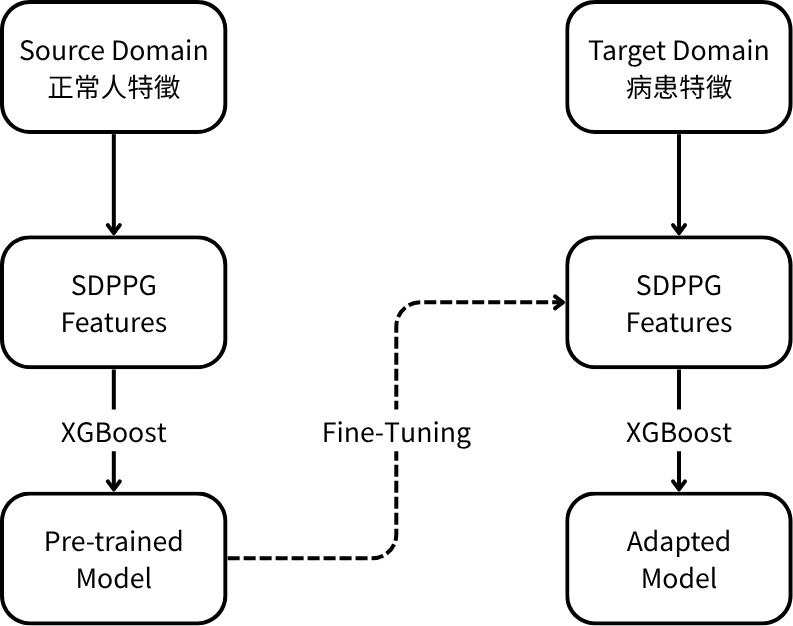 Source Domain
正常人特徵
Target Domain
病患特徵
SDPPG
Features
SDPPG
Features
XGBoost
Fine-Tuning
XGBoost
Pre-trained
Model
Adapted
Model